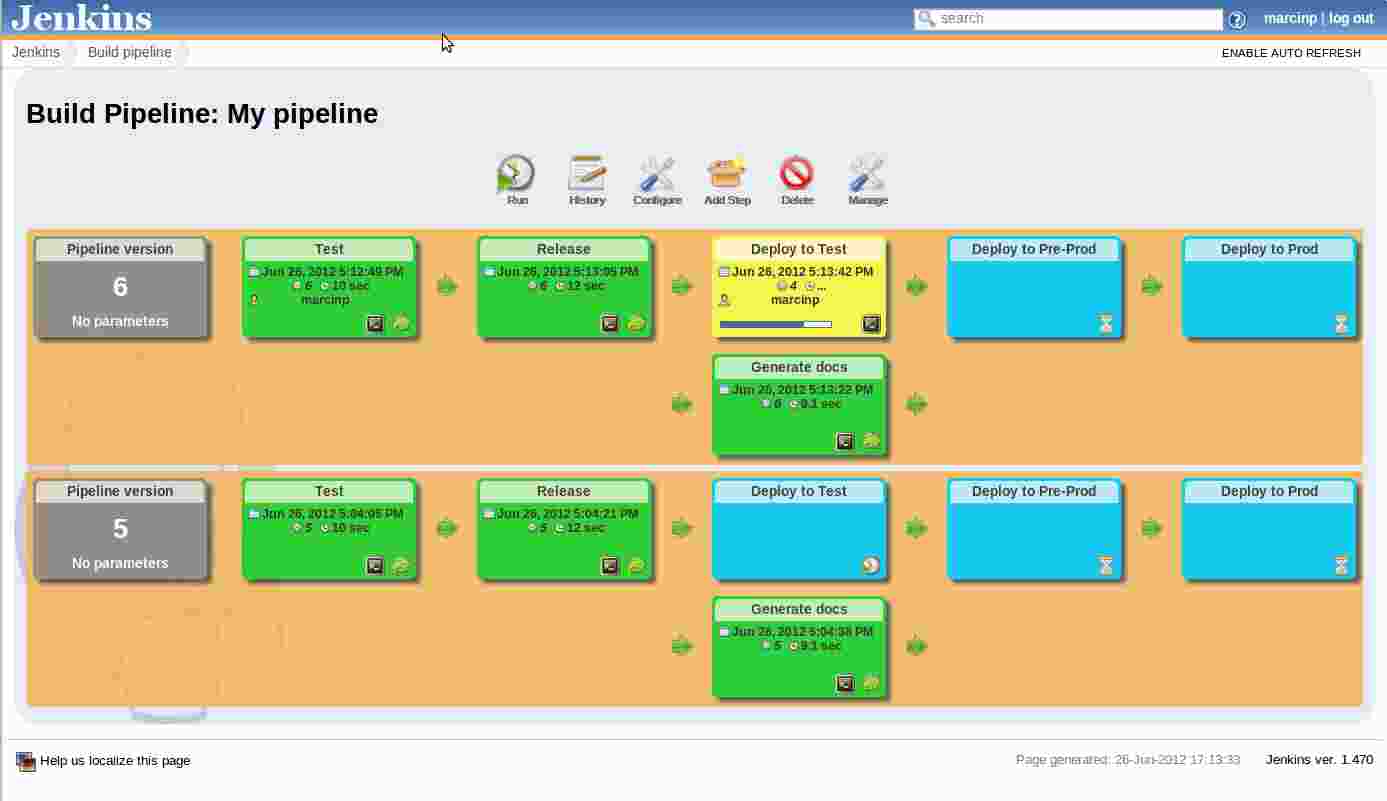 Jenkins
search
marcinp | log out
Jenkins
Build pipeline
ENABLE AUTO REFRESH
Build Pipeline: My pipeline
Run
History
Configure
Add Step
Delete
Manage
Pipeline version
6
No parameters
Test
Jun 26, 2012 5:12:49 PM
6 10 sec
marcinp
Release
Jun 26, 2012 5:13:05 PM
6 12 sec
Deploy to Test
Jun 26, 2012 5:13:42 PM
4 ...
marcinp
Deploy to Pre-Prod
Deploy to Prod
Generate docs
Jun 26, 2012 5:13:22 PM
6 9.1 sec
Pipeline version
5
No parameters
Test
Jun 26, 2012 5:04:05 PM
5 10 sec
Release
Jun 26, 2012 5:04:21 PM
5 12 sec
Deploy to Test
Deploy to Pre-Prod
Deploy to Prod
Generate docs
Jun 26, 2012 5:04:38 PM
5 9.1 sec
Help us localize this page
Page generated: 26-Jun-2012 17:13:33
Jenkins ver. 1.470